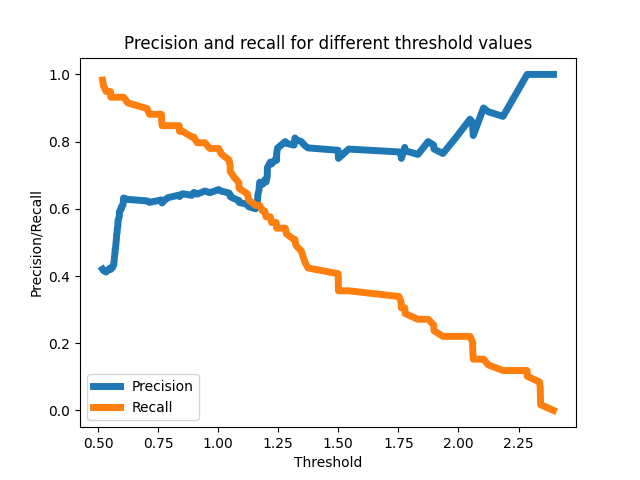 Precision and recall for different threshold values
Precision/Recall
1.0
0.8
0.6
0.4
0.2
0.0
Precision
Recall
0.50 0.75 1.00 1.25 1.50 1.75 2.00 2.25
Threshold